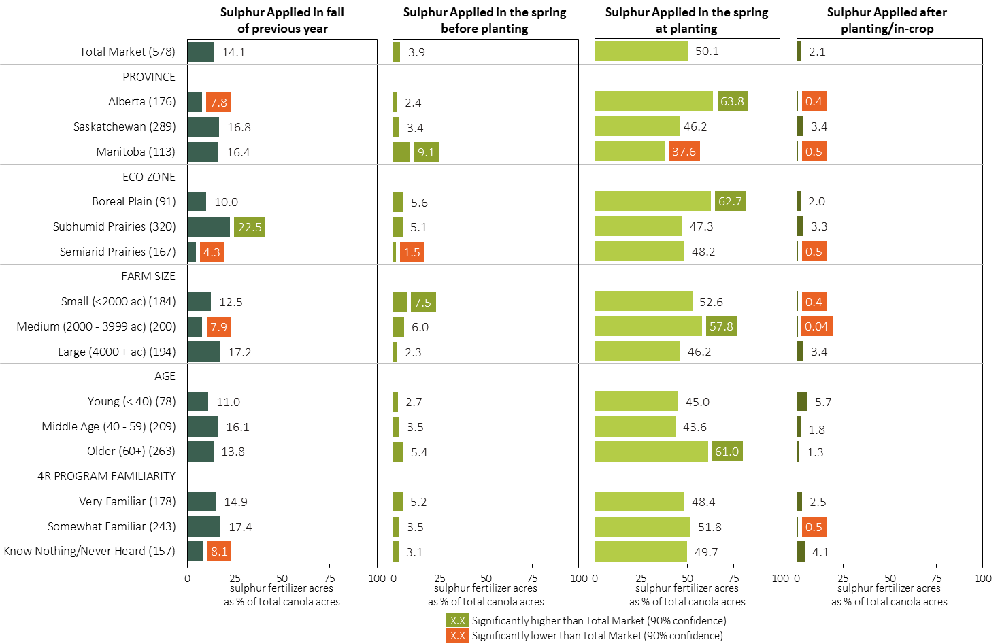 Sulphur Applied in fall
of previous year
Sulphur Applied in the spring
before planting
Sulphur Applied in the spring
at planting
Sulphur Applied after
planting/in-crop
Total Market (578) 14.1 3.9 50.1 2.1
PROVINCE
Alberta (176) 7.8 2.4 63.8 0.4
Saskatchewan (289) 16.8 3.4 46.2 3.4
Manitoba (113) 16.4 9.1 37.6 0.5
ECO ZONE
Boreal Plain (91) 10.0 5.6 62.7 2.0
Subhumid Prairies (320) 22.5 5.1 47.3 3.3
Semiarid Prairies (167) 4.3 1.5 48.2 0.5
FARM SIZE
Small (<2000 ac) (184) 12.5 7.5 52.6 0.4
Medium (2000 - 3999 ac) (200) 7.9 6.0 57.8 0.04
Large (4000 + ac) (194) 17.2 2.3 46.2 3.4
AGE
Young (< 40) (78) 11.0 2.7 45.0 5.7
Middle Age (40 - 59) (209) 16.1 3.5 43.6 1.8
Older (60+) (263) 13.8 5.4 61.0 1.3
4R PROGRAM FAMILIARITY
Very Familiar (178) 14.9 5.2 48.4 2.5
Somewhat Familiar (243) 17.4 3.5 51.8 0.5
Know Nothing/Never Heard (157) 8.1 3.1 49.7 4.1
0 25 50 75 100 0 25 50 75 100 0 25 50 75 100 0 25 50 75 100
sulphur fertilizer acres
as % of total canola acres
sulphur fertilizer acres
as % of total canola acres
sulphur fertilizer acres
as % of total canola acres
sulphur fertilizer acres
as % of total canola acres
X.X Significantly higher than Total Market (90% confidence)
X.X Significantly lower than Total Market (90% confidence)